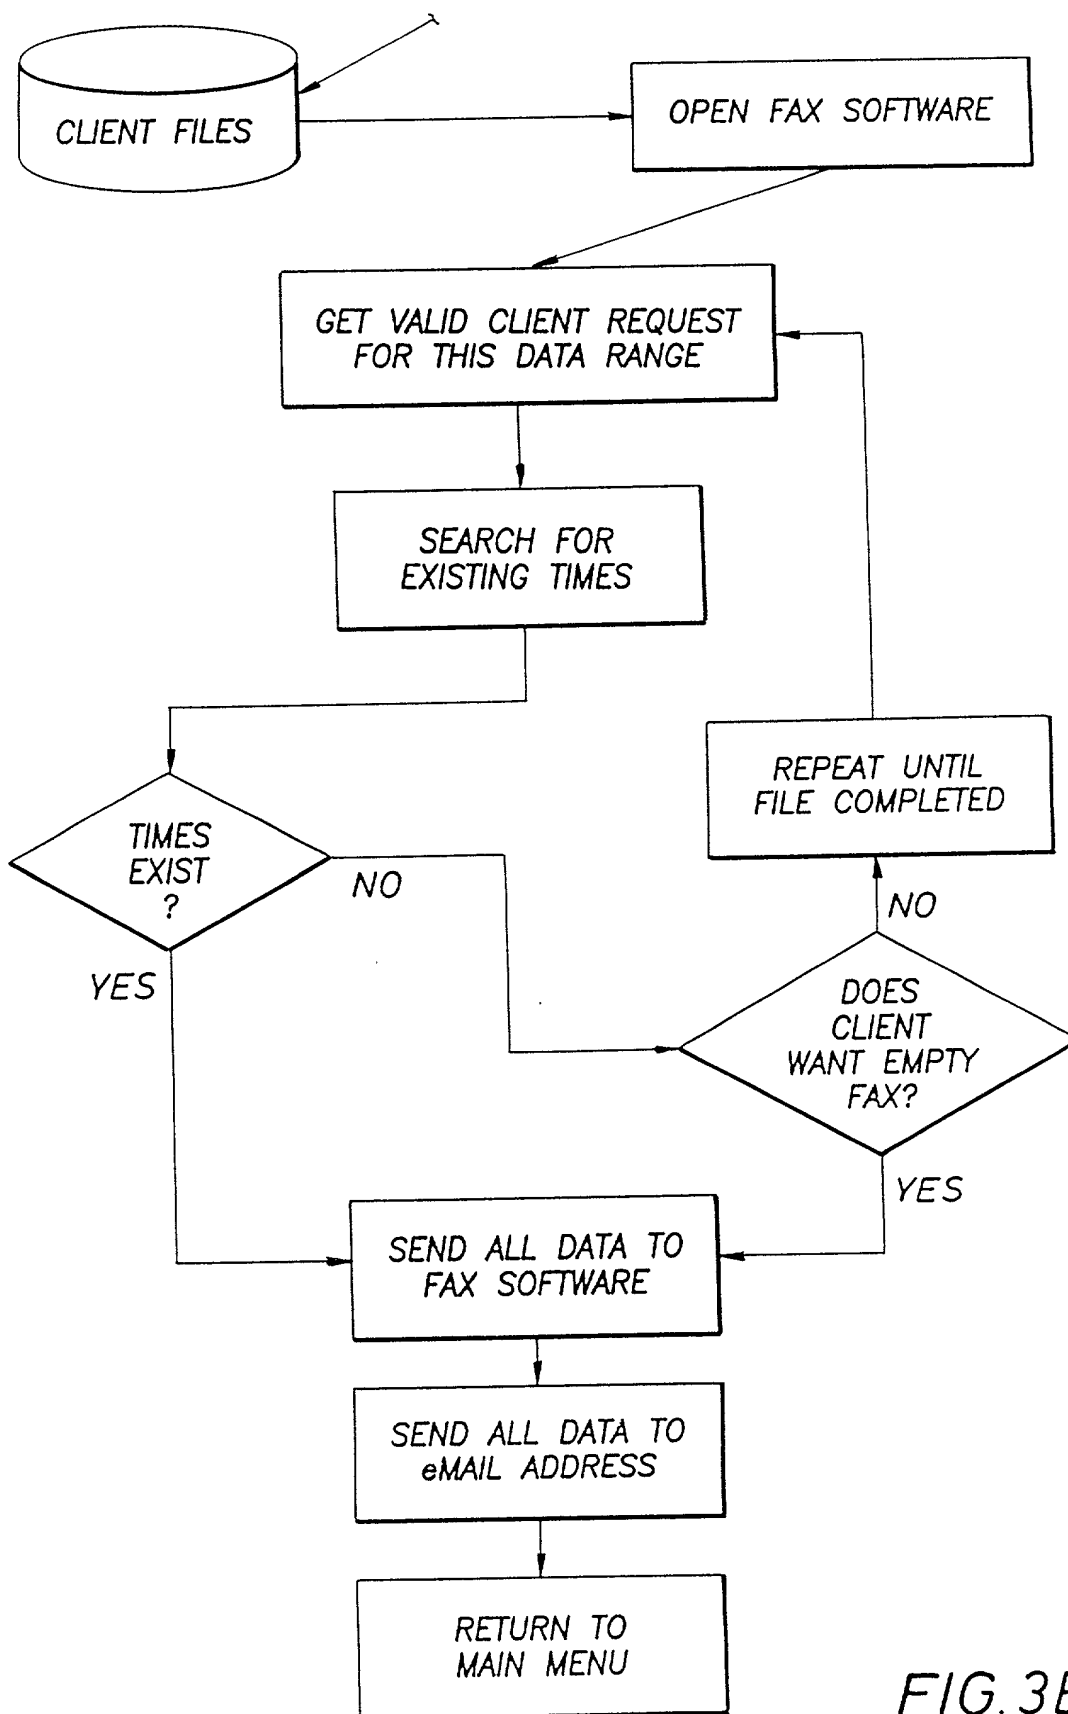 CLIENT FILES
OPEN FAX SOFTWARE
GET VALID CLIENT REQUEST
FOR THIS DATA RANGE
SEARCH FOR
EXISTING TIMES
REPEAT UNTIL
FILE COMPLETED
TIMES
EXIST
?
NO
YES
NO
DOES
CLIENT
WANT EMPTY
FAX?
YES
SEND ALL DATA TO
FAX SOFTWARE
SEND ALL DATA TO
eMAIL ADDRESS
RETURN TO
MAIN MENU
FIG. 3B